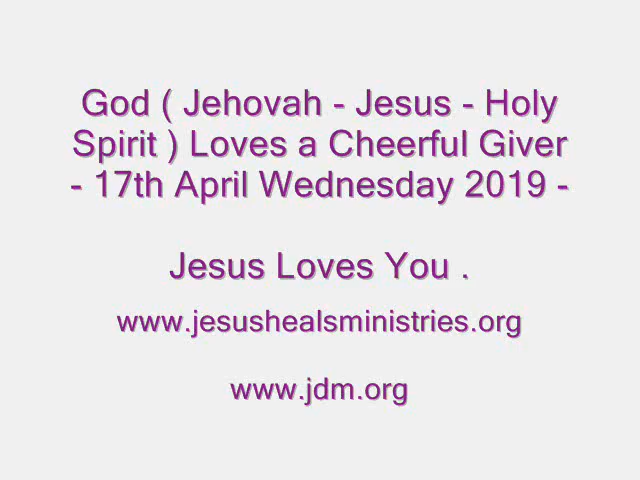 God ( Jehovah - Jesus - Holy
Spirit ) Loves a Cheerful Giver
- 17th April Wednesday 2019 -
Jesus Loves You .
www.jesushealsministries.org
www.jdm.org